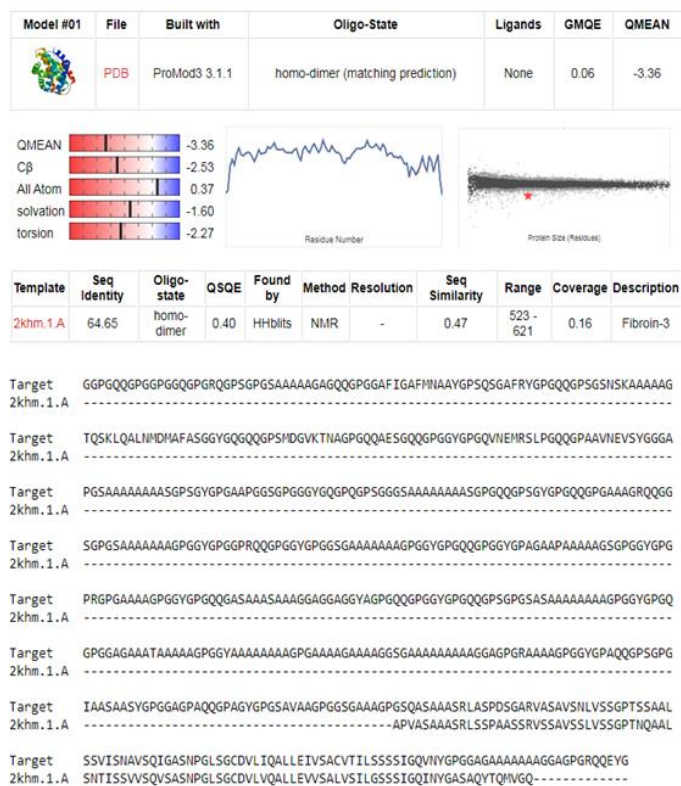 Model #01 File Built with Oligo-State Ligands GMQE QMEAN
PDB ProMod3 3.1.1 homo-dimer (matching prediction) None 0.06 -3.36
QMEAN -3.36
Cβ -2.53
All Atom 0.37
solvation -1.60
torsion -2.27
Residue Number
Protein Size (Residues)
Template Seq Identity Oligo-state QSQE Found by Method Resolution Seq Similarity Range Coverage Description
2khm.1.A 64.65 homo-dimer 0.40 HHblits NMR - 0.47 523 - 621 0.16 Fibroin-3
Target GGPGQQGPGGPGGQGPGRQGPSGPGSAAAAAGAGQQGPGGAFIGAFMNAAYGPSQSGAFRYGPGQQGPSGSNSKAAAAAG
2khm.1.A --------------------------------------------------------------------------------
Target TQSKLQALNMDMAFASGGYGQGQQGPSMDGVKTNAGPGQQAESGQQGPGGYGPGQVNEMRSLPGQQGPAAVNEVSYGGGA
2khm.1.A --------------------------------------------------------------------------------
Target PGSAAAAAAAASGPSGYGPGAAPGGSGPGGGYGQGPQGPSGGGSAAAAAAAASGPGQQGPSGYGPGQQGPGAAAGRQQGG
2khm.1.A --------------------------------------------------------------------------------
Target SGPGSAAAAAAAGPGGYGPGGPRQQGPGGYGPGGSGAAAAAAAGPGGYGPGQQGPGGYGPAGAAPAAAAAGSGPGGYGPG
2khm.1.A --------------------------------------------------------------------------------
Target PRGPGAAAAGPGGYGPGQQGASAAASAAAGGAGGAGGYAGPGQQGPGGYGPGQQGPSGPGSASAAAAAAAAGPGGYGPGQ
2khm.1.A --------------------------------------------------------------------------------
Target GPGGAGAAATAAAAAGPGGYAAAAAAAAGPGAAAAGAAAAGGSGAAAAAAAAAGGAGPGRAAAAGPGGYGPAQQGPSGPG
2khm.1.A --------------------------------------------------------------------------------
Target IAASAASYGPGGAGPAQQGPAGYGPGSAVAAGPGGSGAAAGPGSQASAAASRLASPDSGARVASAVSNLVSSGPTSSAAL
2khm.1.A ------------------------------------------APVASAAASRLSSPAASSRVSSAVSSLVSSGPTNQAAL
Target SSVISNAVSQIGASNPGLSGCDVLIQALLEIVSACVTILSSSSIGQVNYGPGGAGAAAAAAAGGAGPGRQQEYG
2khm.1.A SNTISSVVSQVSASNPGLSGCDVLVQALLEVVSALVSILGSSSIGQINYGASAQYTQMVGQ-------------